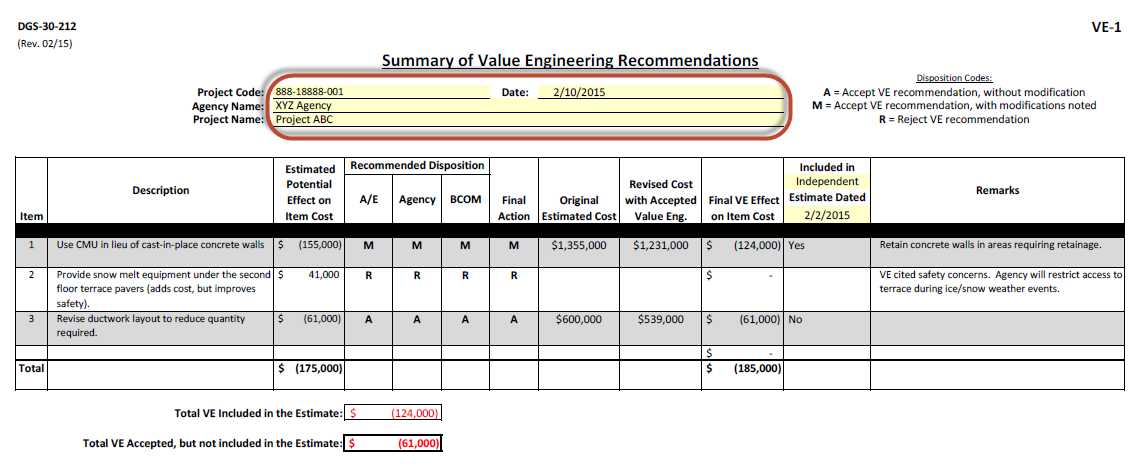 DGS-30-212
VE-1
(Rev. 02/15)
Summary of Value Engineering Recommendations
Disposition Codes:
Project Code: 888-18888-001 Date: 2/10/2015
A = Accept VE recommendation, without modification
Agency Name: XYZ Agency
M = Accept VE recommendation, with modifications noted
Project Name: Project ABC
R = Reject VE recommendation
Item
Description
Estimated
Potential
Effect on
Item Cost
Recommended Disposition
A/E
Agency
BCOM
Final
Action
Original
Estimated Cost
Revised Cost
with Accepted
Value Eng.
Final VE Effect
on Item Cost
Included in
Independent
Estimate Dated
2/2/2015
Remarks
1 Use CMU in lieu of cast-in-place concrete walls $ (155,000) M M M M $1,355,000 $1,231,000 $ (124,000) Yes Retain concrete walls in areas requiring retainage.
2 Provide snow melt equipment under the second $ 41,000 R R R R $ - VE cited safety concerns. Agency will restrict access to
floor terrace pavers (adds cost, but improves terrace during ice/snow weather events.
safety).
3 Revise ductwork layout to reduce quantity $ (61,000) A A A A $600,000 $539,000 $ (61,000) No
required.
$ -
Total $ (175,000) $ (185,000)
Total VE Included in the Estimate: $ (124,000)
Total VE Accepted, but not included in the Estimate: $ (61,000)